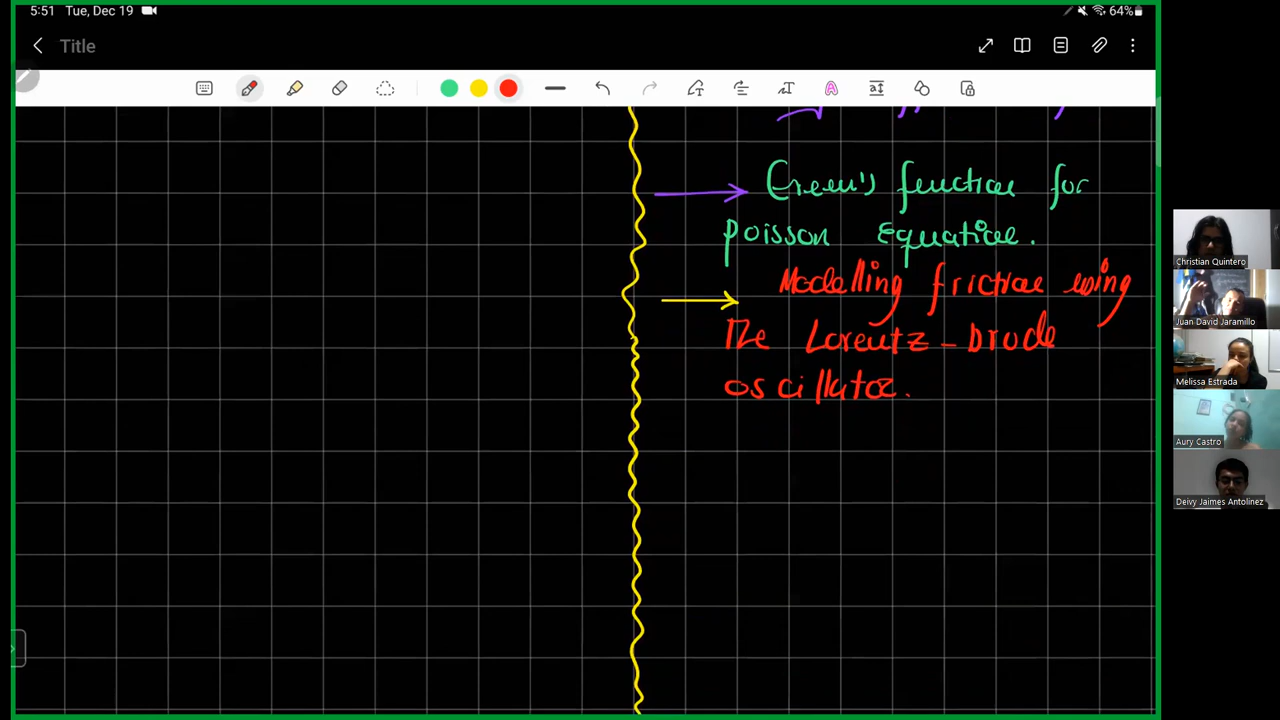 5:51 Tue, Dec 19
64%
Title
Green's function for
Poisson Equation.
Modelling friction using
The Lorentz-Drude
oscillator.
Christian Quintero
Juan David Jaramillo
Melissa Estrada
Aury Castro
Deivy Jaimes Antolinez